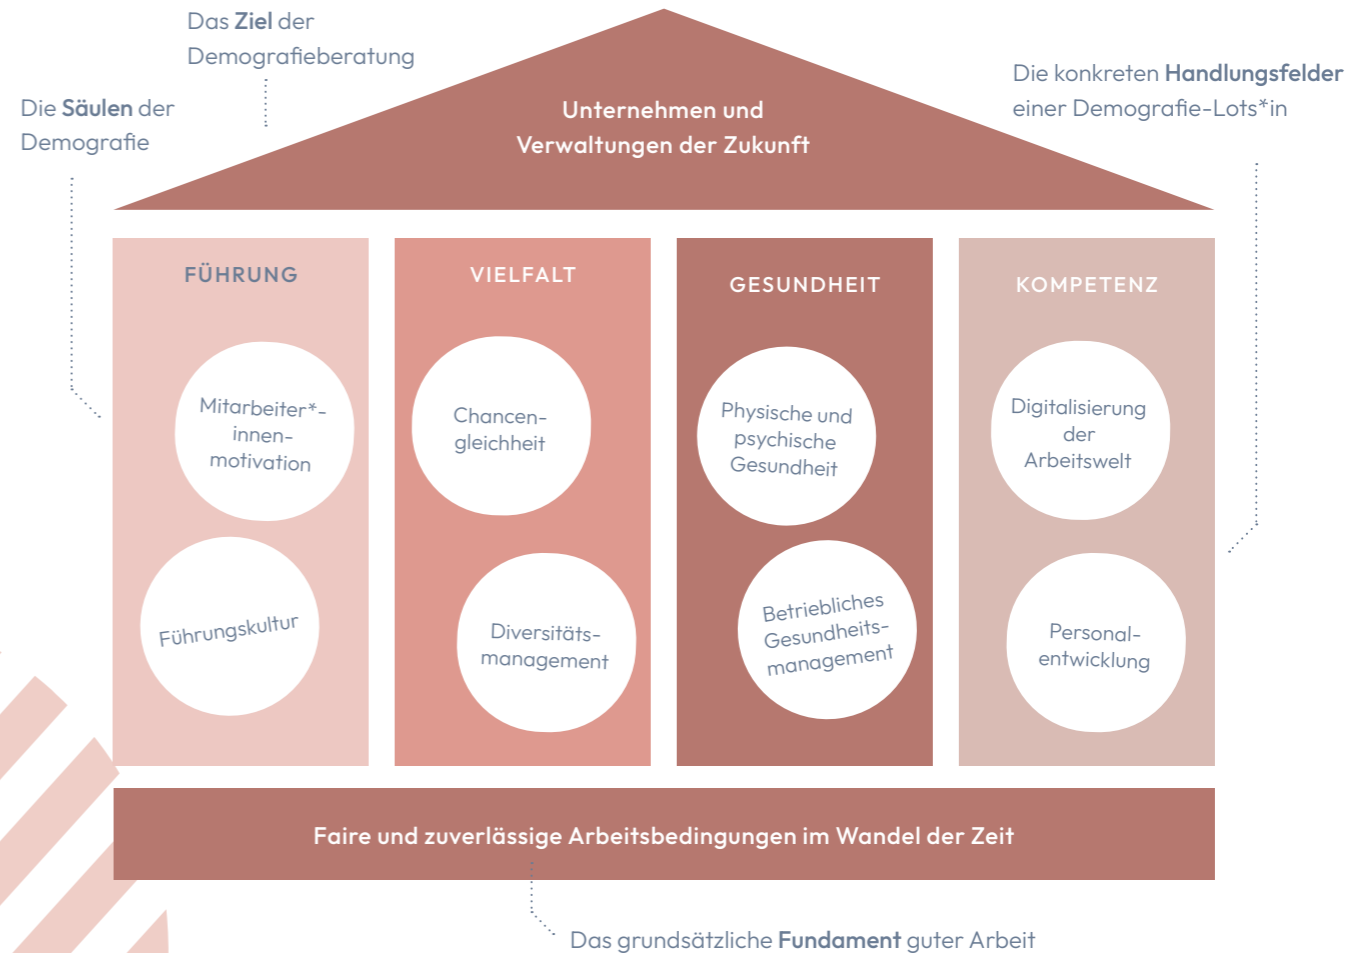 Das Ziel der
Demografieberatung
Die Säulen der
Demografie
Die konkreten Handlungsfelder
einer Demografie-Lots*in
Unternehmen und
Verwaltungen der Zukunft
FÜHRUNG
Mitarbeiter*-
innen-
motivation
Führungskultur
VIELFALT
Chancen-
gleichheit
Diversitäts-
management
GESUNDHEIT
Physische und
psychische
Gesundheit
Betriebliches
Gesundheits-
management
KOMPETENZ
Digitalisierung
der
Arbeitswelt
Personal-
entwicklung
Faire und zuverlässige Arbeitsbedingungen im Wandel der Zeit
Das grundsätzliche Fundament guter Arbeit